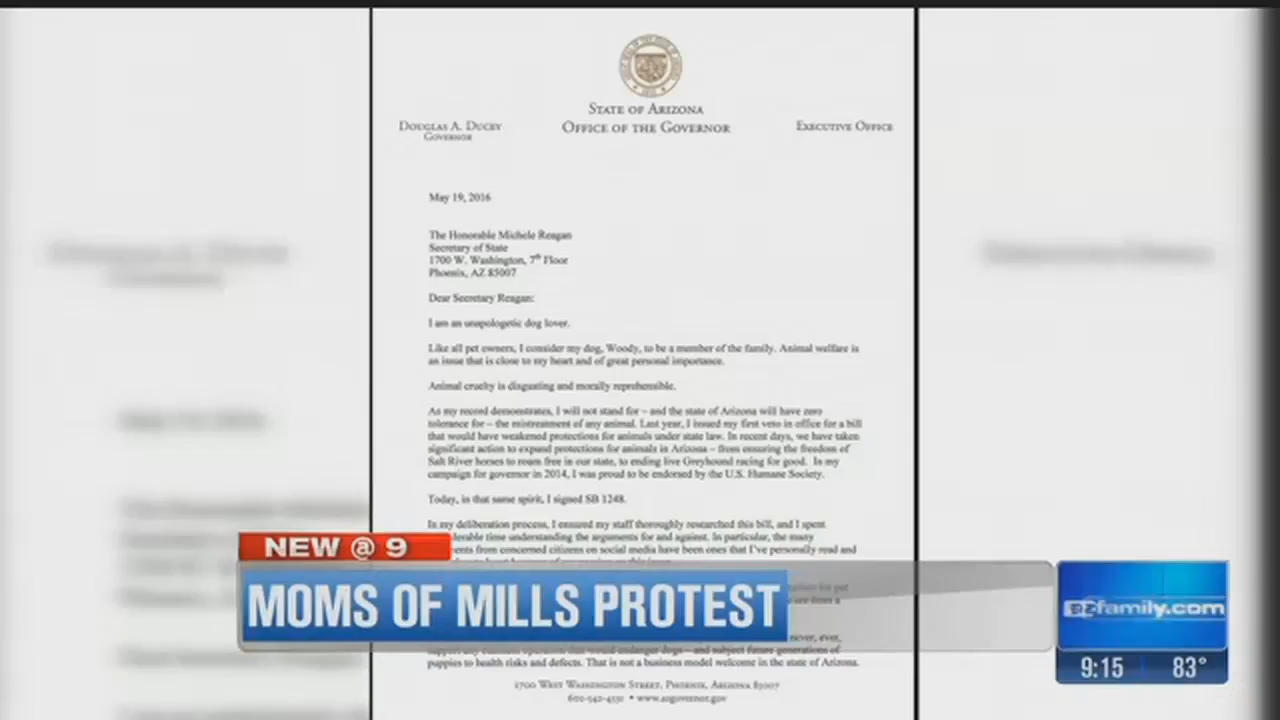 STATE OF ARIZONA
DOUGLAS A. DUCEY
OFFICE OF THE GOVERNOR
EXECUTIVE OFFICE
GOVERNOR
May 19, 2016
The Honorable Michele Reagan
Secretary of State
1700 W. Washington, 7th Floor
Phoenix, AZ 85007
Dear Secretary Reagan:
I am an unapologetic dog lover.
Like all pet owners, I consider my dog, Woody, to be a member of the family. Animal welfare is
an issue that is close to my heart and of great personal importance.
Animal cruelty is disgusting and morally reprehensible.
As my record demonstrates, I will not stand for – and the state of Arizona will have zero
tolerance for – the mistreatment of any animal. Last year, I issued my first veto in office for a bill
that would have weakened protections for animals under state law. In recent days, we have taken
significant action to expand protections for animals in Arizona – from ensuring the freedom of
Salt River horses to roam free in our state, to ending live Greyhound racing for good. In my
campaign for governor in 2014, I was proud to be endorsed by the U.S. Humane Society.
Today, in that same spirit, I signed SB 1248.
In my deliberation process, I ensured my staff thoroughly researched this bill, and I spent
time understanding the arguments for and against. In particular, the many
from concerned citizens on social media have been ones that I've personally read and
NEW @ 9
MOMS OF MILLS PROTEST
never, ever,
and subject future generations of
puppies to health risks and defects. That is not a business model welcome in the state of Arizona.
1700 WEST WASHINGTON STREET, PHOENIX, ARIZONA 85007
602-542-4331 • www.azgovernor.gov
azfamily.com
9:15 83°